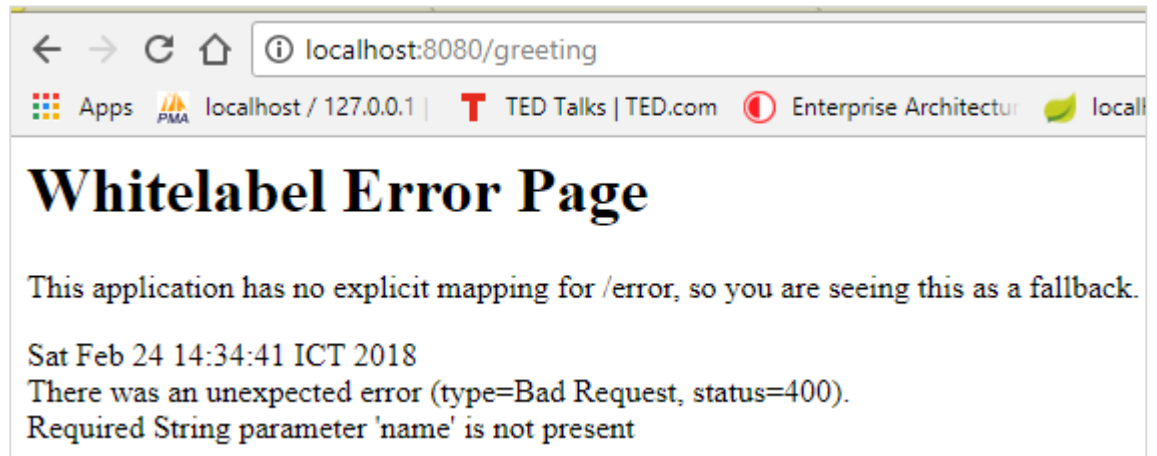 localhost:8080/greeting
Apps PMA localhost / 127.0.0.1 | TED Talks | TED.com Enterprise Architectu local
Whitelabel Error Page
This application has no explicit mapping for /error, so you are seeing this as a fallback.
Sat Feb 24 14:34:41 ICT 2018
There was an unexpected error (type=Bad Request, status=400).
Required String parameter 'name' is not present